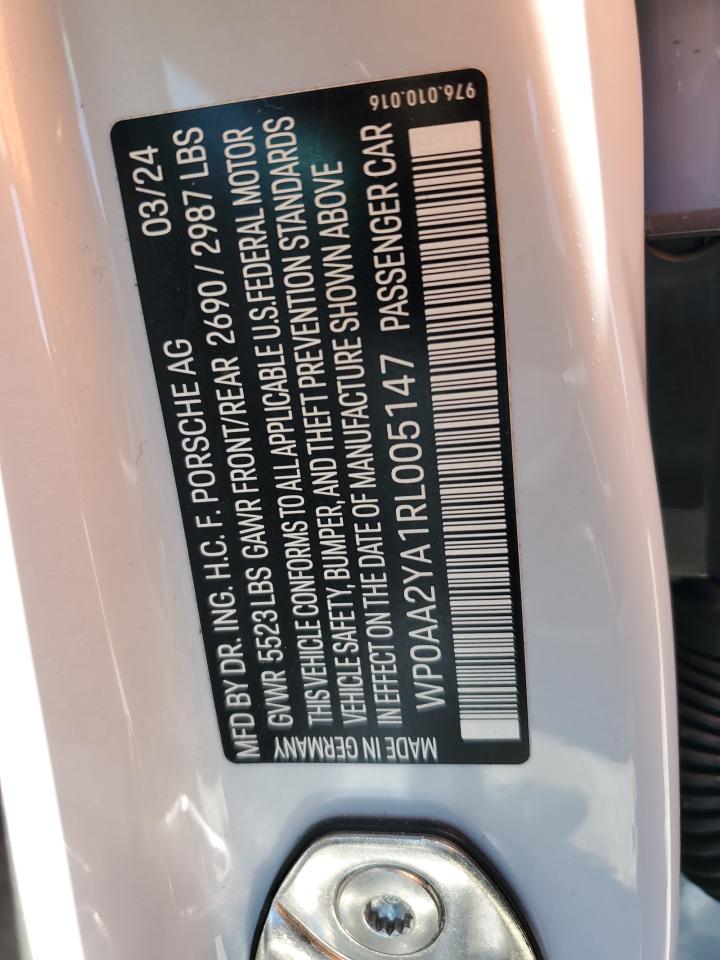 MFD BY DR. ING. H.C. F. PORSCHE AG 03/24
GVWR 5523 LBS GAWR FRONT/REAR 2690 / 2987 LBS
THIS VEHICLE CONFORMS TO ALL APPLICABLE U.S. FEDERAL MOTOR
VEHICLE SAFETY, BUMPER, AND THEFT PREVENTION STANDARDS
IN EFFECT ON THE DATE OF MANUFACTURE SHOWN ABOVE
WP0AA2YA1RL005147 PASSENGER CAR
MADE IN GERMANY
976.010.016